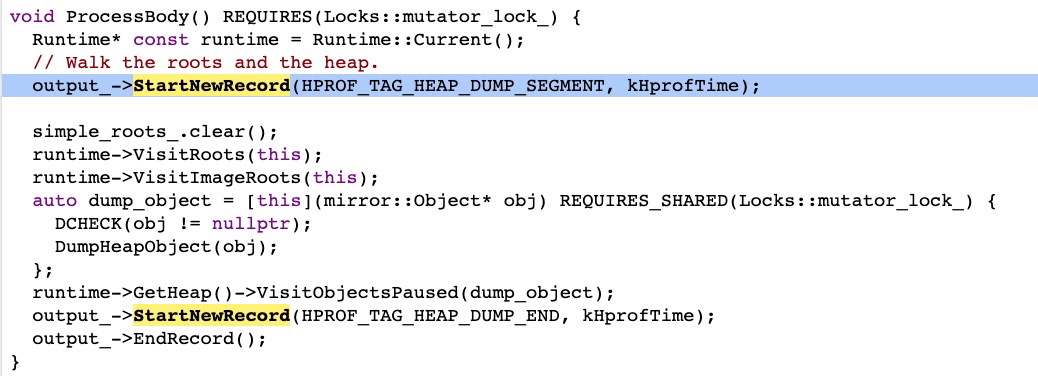 void ProcessBody() REQUIRES(Locks::mutator_lock_) {
  Runtime* const runtime = Runtime::Current();
  // Walk the roots and the heap.
  output_->StartNewRecord(HPROF_TAG_HEAP_DUMP_SEGMENT, kHprofTime);

  simple_roots_.clear();
  runtime->VisitRoots(this);
  runtime->VisitImageRoots(this);
  auto dump_object = [this](mirror::Object* obj) REQUIRES_SHARED(Locks::mutator_lock_) {
    DCHECK(obj != nullptr);
    DumpHeapObject(obj);
  };
  runtime->GetHeap()->VisitObjectsPaused(dump_object);
  output_->StartNewRecord(HPROF_TAG_HEAP_DUMP_END, kHprofTime);
  output_->EndRecord();
}